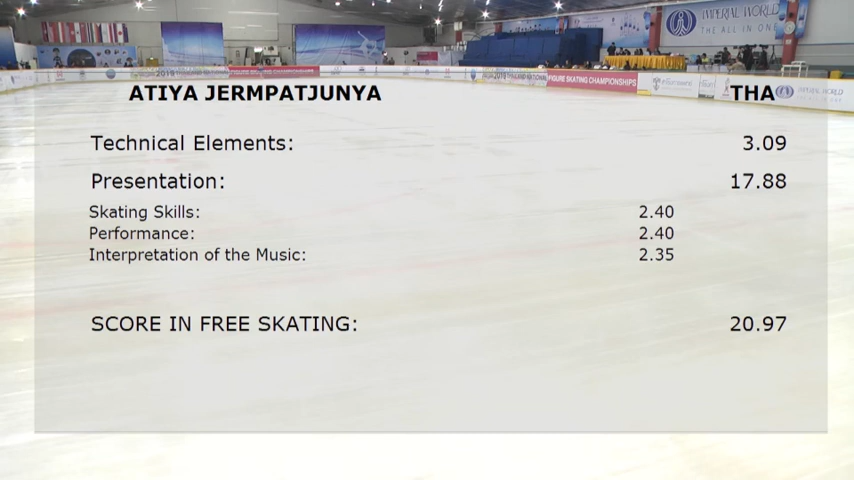 IMPERIAL WORLD
THE ALL IN ONE
FIGURE SKATING CHAMPIONSHIPS
IMPERIAL WORLD
ATIYA JERMPATJUNYA THA
Technical Elements: 3.09
Presentation: 17.88
Skating Skills: 2.40
Performance: 2.40
Interpretation of the Music: 2.35
SCORE IN FREE SKATING: 20.97